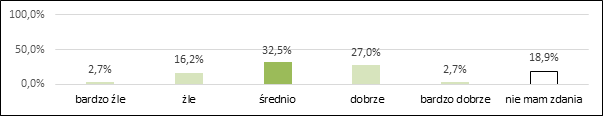 100,0%
50,0%
0,0%
2,7%
16,2%
32,5%
27,0%
2,7%
18,9%
bardzo źle
źle
średnio
dobrze
bardzo dobrze
nie mam zdania